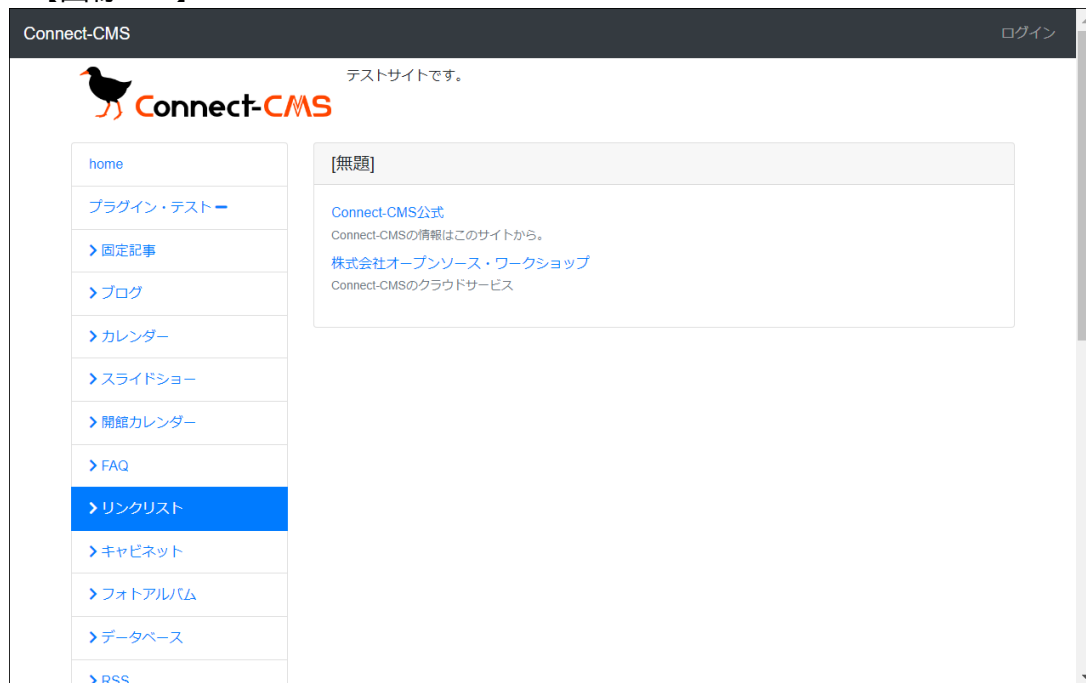 Connect-CMS
ログイン
Connect-CMS
テストサイトです。
home
プラグイン・テスト
固定記事
ブログ
カレンダー
スライドショー
開館カレンダー
FAQ
リンクリスト
キャビネット
フォトアルバム
データベース
RSS
[無題]
Connect-CMS公式
Connect-CMSの情報はこのサイトから。
株式会社オープンソース・ワークショップ
Connect-CMSのクラウドサービス